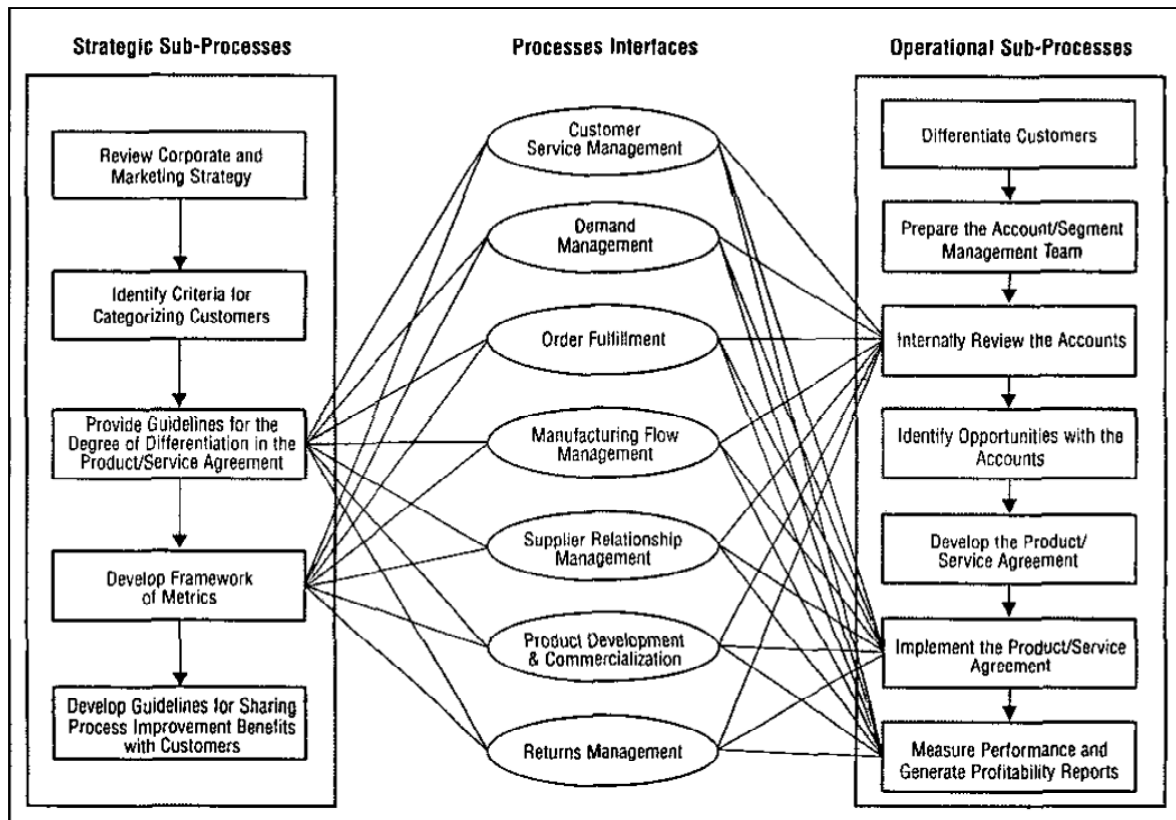 Strategic Sub-Processes
Review Corporate and
Marketing Strategy
Identify Criteria for
Categorizing Customers
Provide Guidelines for the
Degree of Differentiation in the
Product/Service Agreement
Develop Framework
of Metrics
Develop Guidelines for Sharing
Process Improvement Benefits
with Customers
Processes Interfaces
Customer
Service Management
Demand
Management
Order Fulfillment
Manufacturing Flow
Management
Supplier Relationship
Management
Product Development
& Commercialization
Returns Management
Operational Sub-Processes
Differentiate Customers
Prepare the Account/Segment
Management Team
Internally Review the Accounts
Identify Opportunities with the
Accounts
Develop the Product/
Service Agreement
Implement the Product/Service
Agreement
Measure Performance and
Generate Profitability Reports